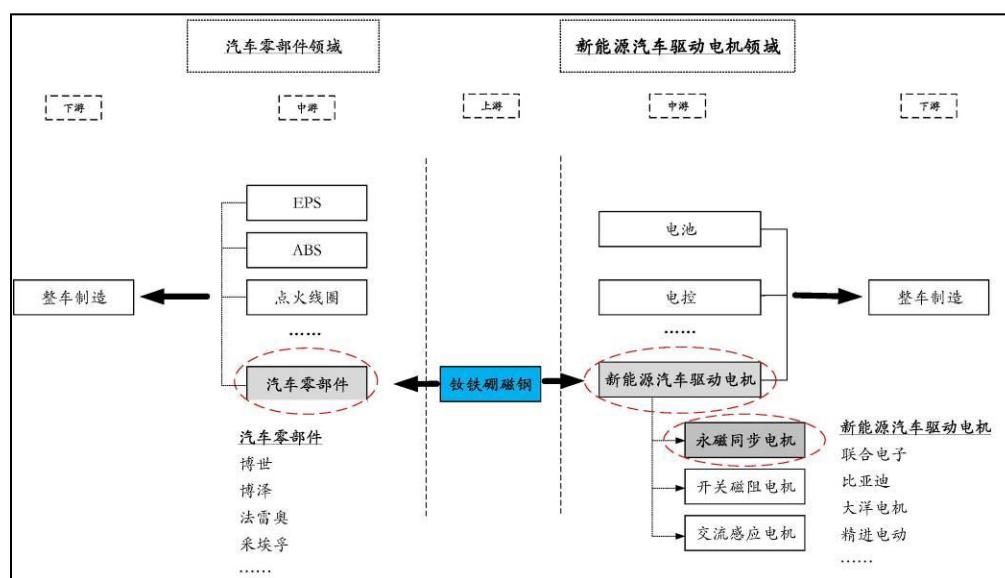 汽车零部件领域
新能源汽车驱动电机领域
下游
中游
上游
中游
下游
EPS
ABS
点火线圈
……
汽车零部件
整车制造
钕铁硼磁钢
电池
电控
……
新能源汽车驱动电机
整车制造
永磁同步电机
开关磁阻电机
交流感应电机
汽车零部件
博世
博泽
法雷奥
采埃孚
……
新能源汽车驱动电机
联合电子
比亚迪
大洋电机
精进电动
……